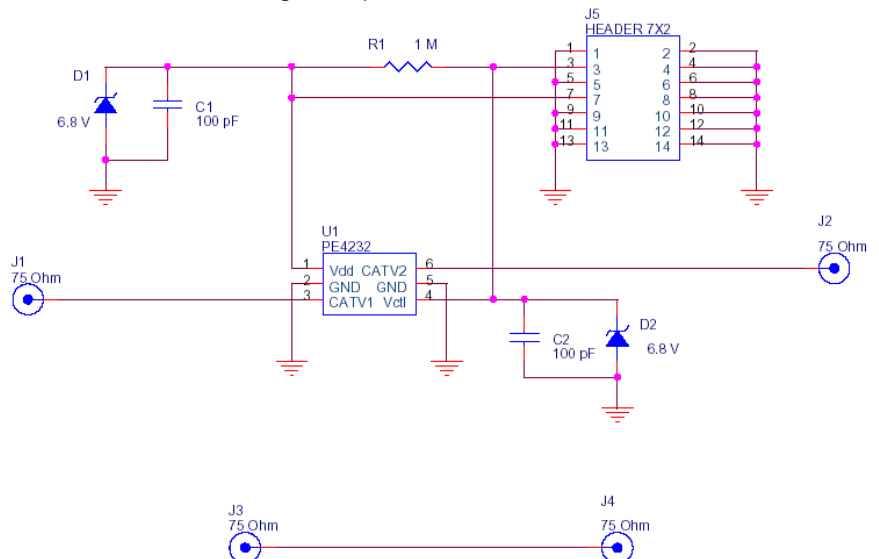 J5
HEADER 7X2
R1 1 M
1 1 2 2
3 3 4 4
D1
5 5 6 6
7 7 8 8
C1
100 pF
6.8 V
9 9 10 10
11 11 12 12
13 13 14 14
U1
PE4232
J2
75 Ohm
J1
75 Ohm
1 Vdd CATV2 6
2 GND GND 5
3 CATV1 Vctl 4
C2
100 pF
D2
6.8 V
J3
75 Ohm
J4
75 Ohm